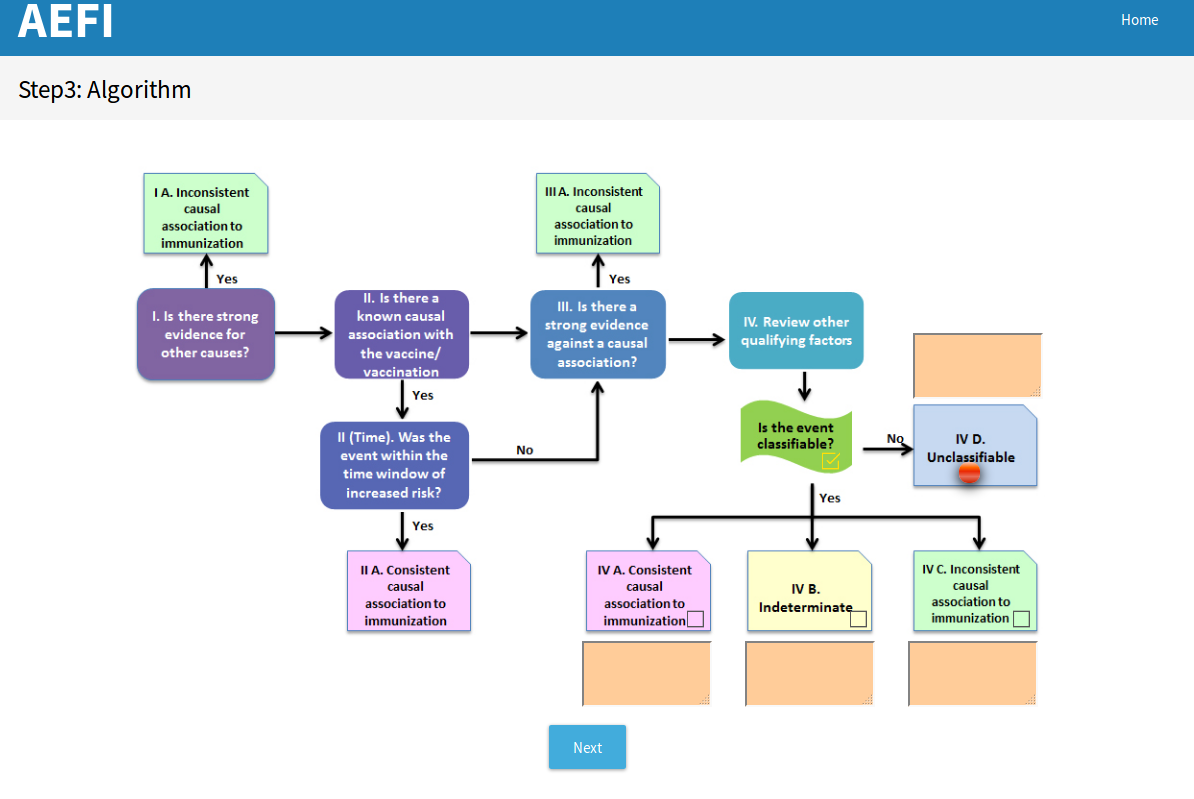 AEFI
Home
Step3: Algorithm
I A. Inconsistent
causal
association to
immunization
III A. Inconsistent
causal
association to
immunization
Yes
Yes
I. Is there strong
evidence for
other causes?
II. Is there a
known causal
association with
the vaccine/
vaccination
III. Is there a
strong evidence
against a causal
association?
IV. Review other
qualifying factors
Yes
II (Time). Was the
event within the
time window of
increased risk?
No
Is the event
classifiable?
No
IV D.
Unclassifiable
Yes
Yes
II A. Consistent
causal
association to
immunization
IV A. Consistent
causal
association to
immunization
IV B.
Indeterminate
IV C. Inconsistent
causal
association to
immunization
Next